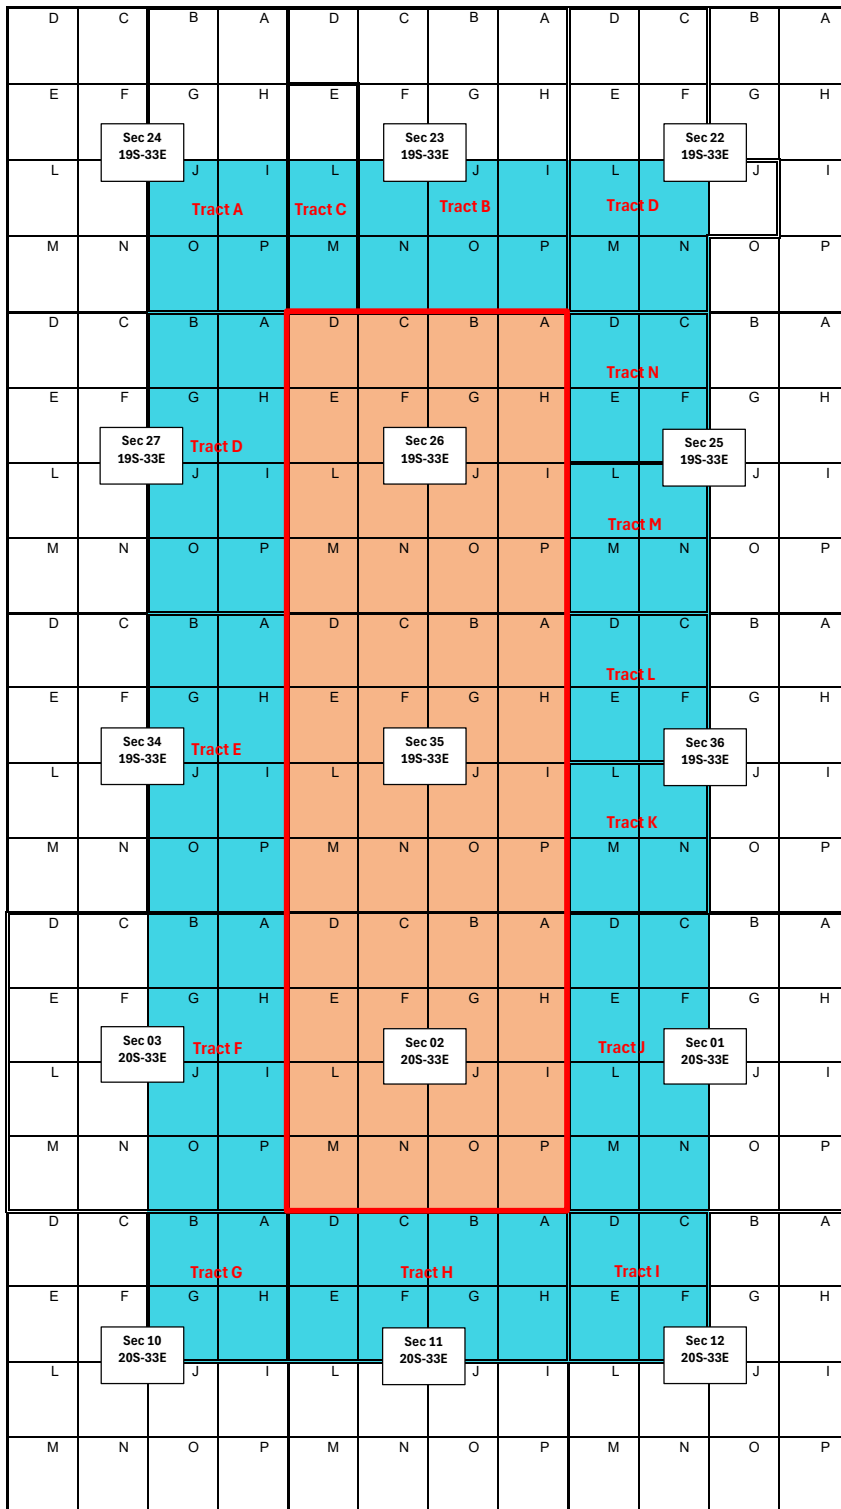 D C B A D C B A D C B A
E F G H E F G H E F G H
Sec 24
19S-33E
Sec 23
19S-33E
Sec 22
19S-33E
L J I L J I L J I
Tract A Tract C Tract B Tract D
M N O P M N O P M N O P
D C B A D C B A D C B A
Tract N
E F G H E F G H E F G H
Sec 27
19S-33E
Tract D
Sec 26
19S-33E
Sec 25
19S-33E
L J I L J I L J I
Tract M
M N O P M N O P M N O P
D C B A D C B A D C B A
Tract L
E F G H E F G H E F G H
Sec 34
19S-33E
Tract E
Sec 35
19S-33E
Sec 36
19S-33E
L J I L J I L J I
Tract K
M N O P M N O P M N O P
D C B A D C B A D C B A
E F G H E F G H E F G H
Sec 03
20S-33E
Tract F
Sec 02
20S-33E
Tract J
Sec 01
20S-33E
L J I L J I L J I
M N O P M N O P M N O P
D C B A D C B A D C B A
Tract G Tract H Tract I
E F G H E F G H E F G H
Sec 10
20S-33E
Sec 11
20S-33E
Sec 12
20S-33E
L J I L J I L J I
M N O P M N O P M N O P